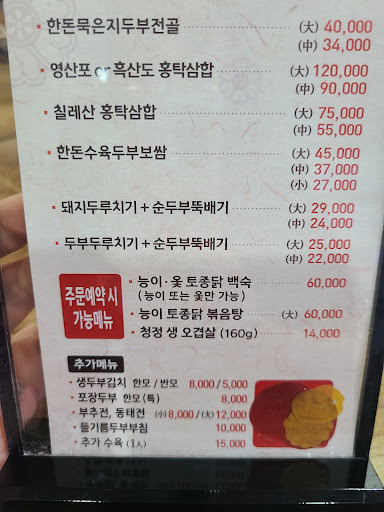 · 한돈묵은지두부전골 (大) 40,000
(中) 34,000
· 영산포 or 흑산도 홍탁삼합 (大) 120,000
(中) 90,000
· 칠레산 홍탁삼합 (大) 75,000
(中) 55,000
· 한돈수육두부보쌈 (大) 45,000
(中) 37,000
(小) 27,000
· 돼지두루치기 + 순두부뚝배기 (大) 29,000
(中) 24,000
· 두부두루치기 + 순두부뚝배기 (大) 25,000
(中) 22,000
주문예약 시
가능메뉴
· 능이 · 옻 토종닭 백숙 60,000
(능이 또는 옻만 가능)
· 능이 토종닭 볶음탕 (大) 60,000
· 청정 생 오겹살 (160g) 14,000
추가메뉴
· 생두부김치 한모 / 반모 8,000 / 5,000
· 포장두부 한모(특) 8,000
· 부추전, 동태전 (小) 8,000 / (大) 12,000
· 들기름두부부침 10,000
· 추가 수육 (1人) 15,000